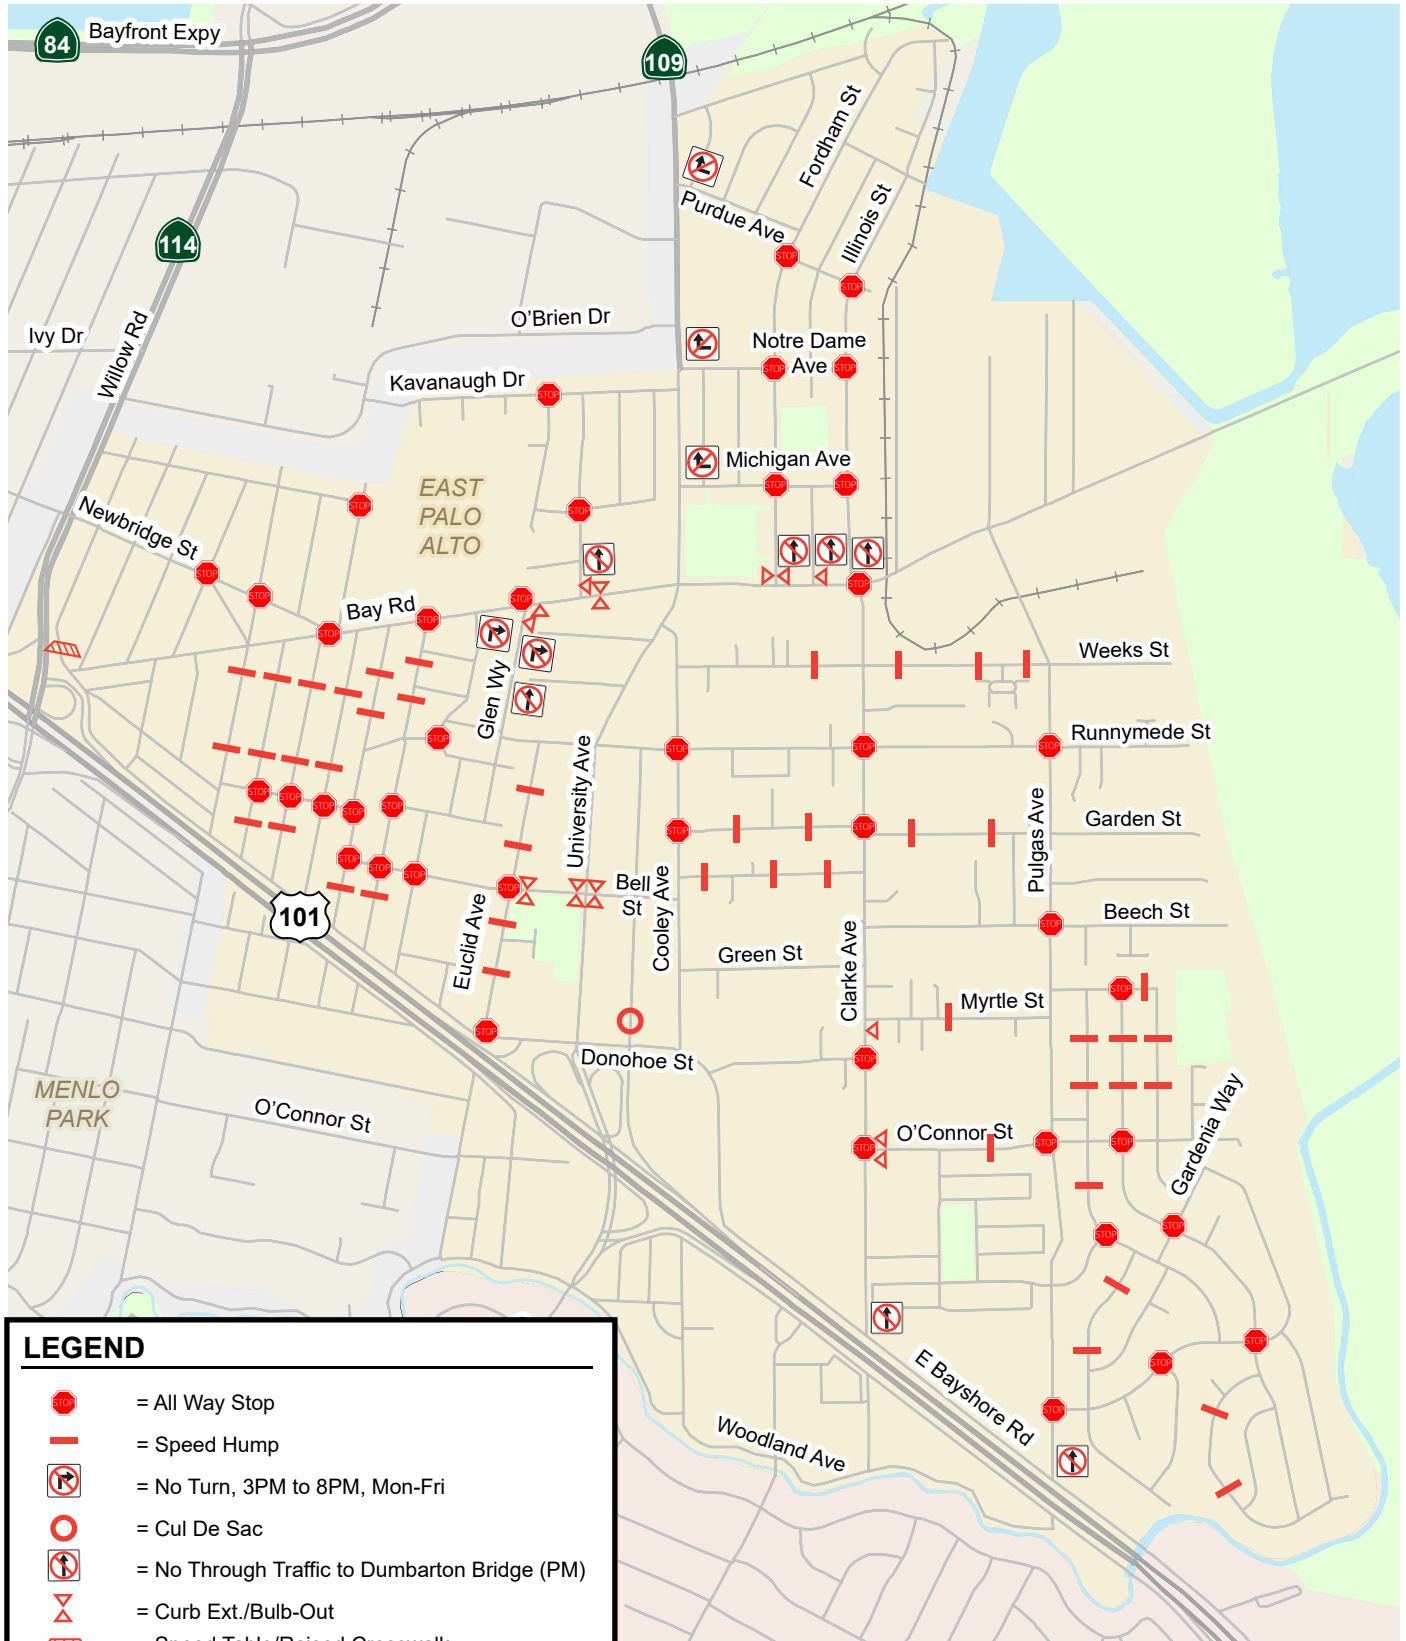 84
Bayfront Expy
109
Fordham St
Purdue Ave
Illinois St
114
Willow Rd
Ivy Dr
O'Brien Dr
Notre Dame
Ave
Kavanaugh Dr
Michigan Ave
EAST
PALO
ALTO
Newbridge St
Bay Rd
Glen Wy
Weeks St
Runnymede St
University Ave
Pulgas Ave
Garden St
Bell
St
Cooley Ave
Beech St
101
Euclid Ave
Green St
Clarke Ave
Myrtle St
Donohoe St
MENLO
PARK
O'Connor St
O'Connor St
Gardenia Way
E Bayshore Rd
Woodland Ave
LEGEND
STOP = All Way Stop
= Speed Hump
= No Turn, 3PM to 8PM, Mon-Fri
= Cul De Sac
= No Through Traffic to Dumbarton Bridge (PM)
= Curb Ext./Bulb-Out
= Speed Table/Raised Crosswalk